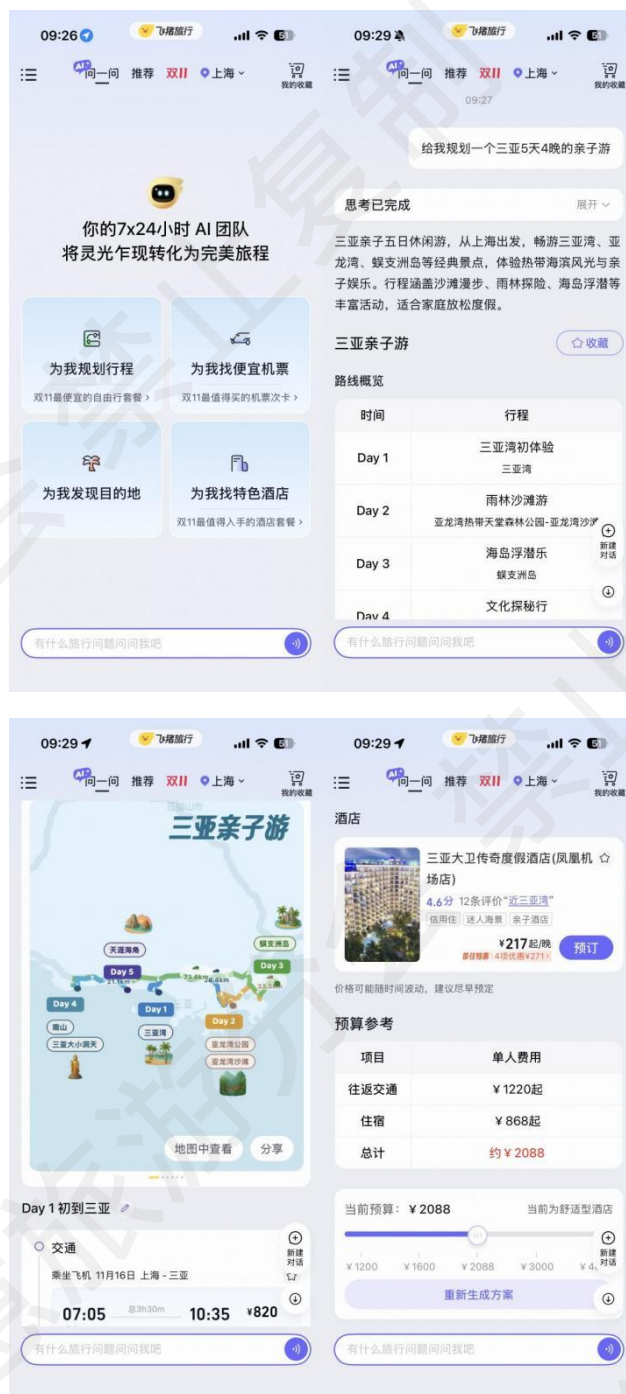 09:26
飞猪旅行
AI问一问 推荐 双11 上海
我的收藏
你的7x24小时 AI 团队
将灵光乍现转化为完美旅程
为我规划行程
双11最便宜的自由行套餐 >
为我找便宜机票
双11最值得买的机票次卡 >
为我发现目的地
为我找特色酒店
双11最值得入手的酒店套餐 >
有什么旅行问题问问我吧
09:29
飞猪旅行
AI问一问 推荐 双11 上海
我的收藏
09:27
给我规划一个三亚5天4晚的亲子游
思考已完成
展开
三亚亲子五日休闲游，从上海出发，畅游三亚湾、亚
龙湾、蜈支洲岛等经典景点，体验热带海滨风光与亲
子娱乐。行程涵盖沙滩漫步、雨林探险、海岛浮潜等
丰富活动，适合家庭放松度假。
三亚亲子游
收藏
路线概览
时间 行程
Day 1 三亚湾初体验
三亚湾
Day 2 雨林沙滩游
亚龙湾热带天堂森林公园-亚龙湾沙滩
Day 3 海岛浮潜乐
蜈支洲岛
Day 4 文化探秘行
新建
对话
有什么旅行问题问问我吧
09:29
飞猪旅行
AI问一问 推荐 双11 上海
我的收藏
三亚亲子游
天涯海角
Day 5
21.1km
蜈支洲岛
Day 3
33.5km
Day 4
南山
三亚大小洞天
Day 1
三亚湾
Day 2
亚龙湾公园
亚龙湾沙滩
地图中查看
分享
Day 1 初到三亚
交通
乘坐飞机 11月16日 上海 - 三亚
07:05 总3h30m 10:35 ¥820
新建
对话
有什么旅行问题问问我吧
09:29
飞猪旅行
AI问一问 推荐 双11 上海
我的收藏
酒店
三亚大卫传奇度假酒店(凤凰机
场店)
4.6分 12条评价“近三亚湾”
信用住 迷人海景 亲子酒店
¥217起/晚
首住特惠 4项优惠¥271
预订
价格可能随时间波动，建议尽早预定
预算参考
项目 单人费用
往返交通 ¥1220起
住宿 ¥868起
总计 约¥2088
当前预算：¥2088 当前为舒适型酒店
¥1200 ¥1600 ¥2088 ¥3000
重新生成方案
新建
对话
有什么旅行问题问问我吧
禁止复制